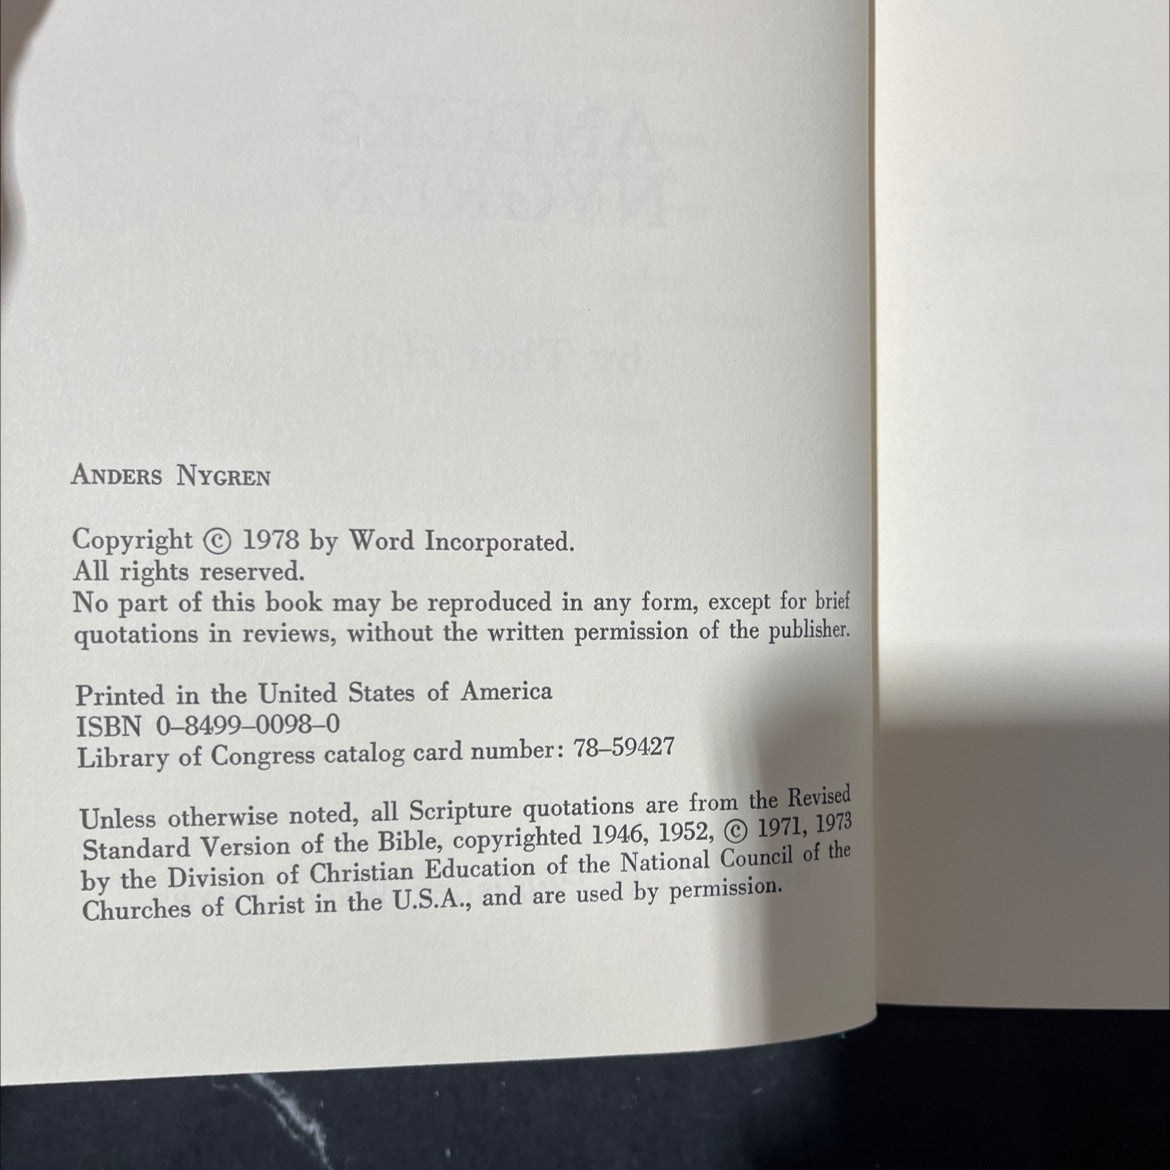 ANDERS NYGREN
Copyright © 1978 by Word Incorporated.
All rights reserved.
No part of this book may be reproduced in any form, except for brief
quotations in reviews, without the written permission of the publisher.
Printed in the United States of America
ISBN 0–8499–0098–0
Library of Congress catalog card number: 78–59427
Unless otherwise noted, all Scripture quotations are from the Revised
Standard Version of the Bible, copyrighted 1946, 1952, © 1971, 1973
by the Division of Christian Education of the National Council of the
Churches of Christ in the U.S.A., and are used by permission.